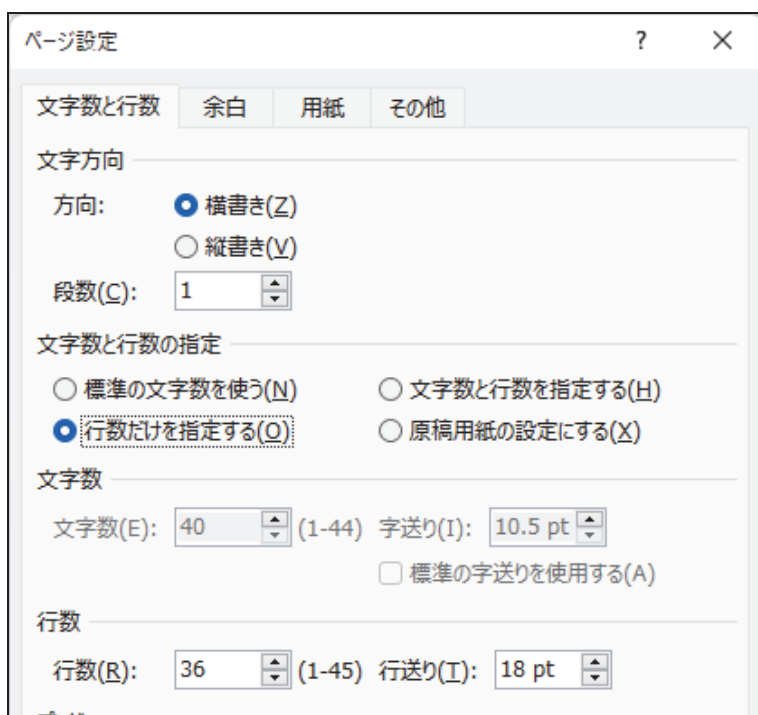 ページ設定 ?
文字数と行数 余白 用紙 その他
文字方向
方向: 横書き(Z)
縦書き(V)
段数(C): 1
文字数と行数の指定
標準の文字数を使う(N) 文字数と行数を指定する(H)
行数だけを指定する(O) 原稿用紙の設定にする(X)
文字数
文字数(E): 40 (1-44) 字送り(I): 10.5 pt
標準の字送りを使用する(A)
行数
行数(R): 36 (1-45) 行送り(T): 18 pt